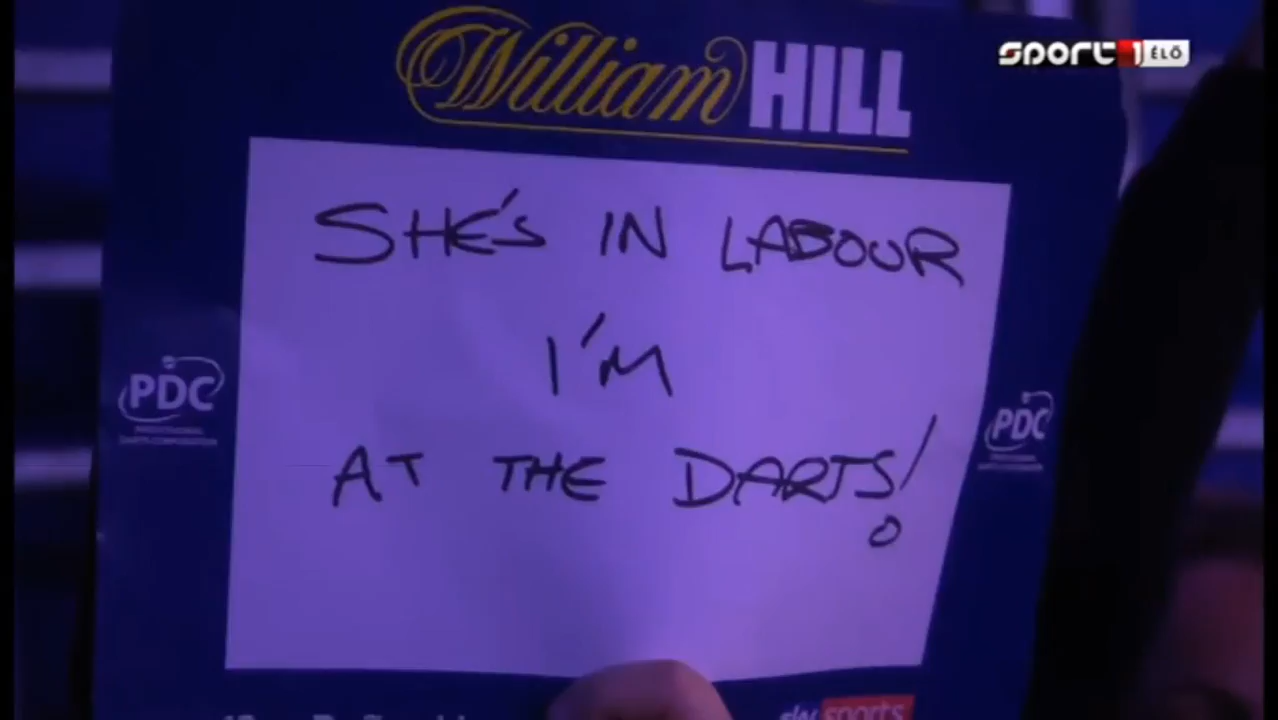 William HILL
sport1 ÉLŐ
SHE'S IN LABOUR
I'M
AT THE DARTS!
PDC
PDC
sky sports